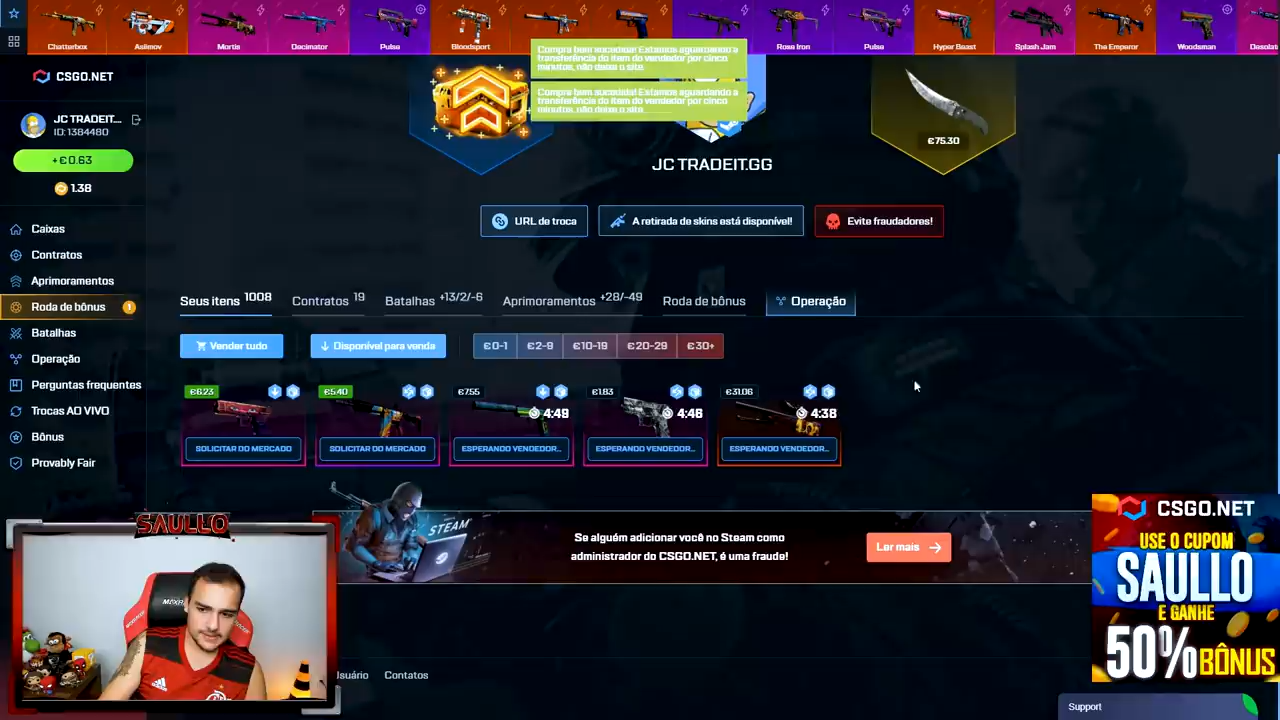 Chatterbox
Asiimov
Mortis
Decimator
Pulse
Bloodsport
Rose Iron
Pulse
Hyper Beast
Splash Jam
The Emperor
Woodsman
Desolat
CSGO.NET
JC TRADEIT...
ID: 1384480
+€0.63
1.38
Caixas
Contratos
Aprimoramentos
Roda de bônus 1
Batalhas
Operação
Perguntas frequentes
Trocas AO VIVO
Bônus
Provably Fair
Compra bem sucedida! Estamos aguardando a
transferência do item do vendedor por cinco
minutos, não deixe o site.
Compra bem sucedida! Estamos aguardando a
transferência do item do vendedor por cinco
minutos, não deixe o site.
€75.30
JC TRADEIT.GG
URL de troca
A retirada de skins está disponível!
Evite fraudadores!
Seus itens 1008
Contratos 19
Batalhas +13/2/-6
Aprimoramentos +28/-49
Roda de bônus
Operação
Vender tudo
Disponível para venda
€0-1
€2-9
€10-19
€20-29
€30+
€6.23
SOLICITAR DO MERCADO
€5.40
SOLICITAR DO MERCADO
€7.55
4:49
ESPERANDO VENDEDOR...
€1.83
4:46
ESPERANDO VENDEDOR...
€31.06
4:38
ESPERANDO VENDEDOR...
STEAM
Se alguém adicionar você no Steam como
administrador do CSGO.NET, é uma fraude!
Ler mais
SAULLO
CSGO.NET
USE O CUPOM
SAULLO
E GANHE
50% BÔNUS
Contatos
Support